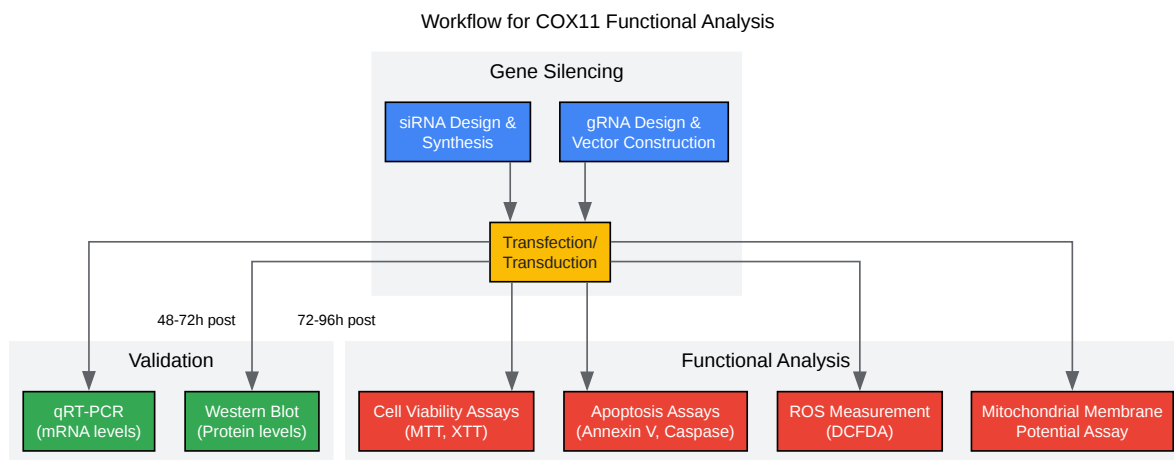 Workflow for COX11 Functional Analysis
Gene Silencing
siRNA Design &
Synthesis
gRNA Design &
Vector Construction
Transfection/
Transduction
48-72h post
72-96h post
Validation
Functional Analysis
qRT-PCR
(mRNA levels)
Western Blot
(Protein levels)
Cell Viability Assays
(MTT, XTT)
Apoptosis Assays
(Annexin V, Caspase)
ROS Measurement
(DCFDA)
Mitochondrial Membrane
Potential Assay